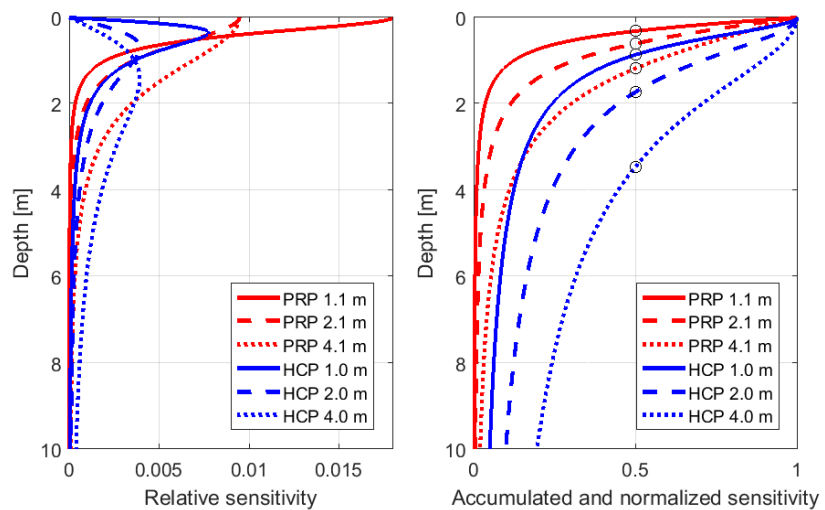 0
2
4
6
8
10
Depth [m]
0
0.005
0.01
0.015
Relative sensitivity
PRP 1.1 m
PRP 2.1 m
PRP 4.1 m
HCP 1.0 m
HCP 2.0 m
HCP 4.0 m
0
2
4
6
8
10
Depth [m]
0
0.5
1
Accumulated and normalized sensitivity
PRP 1.1 m
PRP 2.1 m
PRP 4.1 m
HCP 1.0 m
HCP 2.0 m
HCP 4.0 m